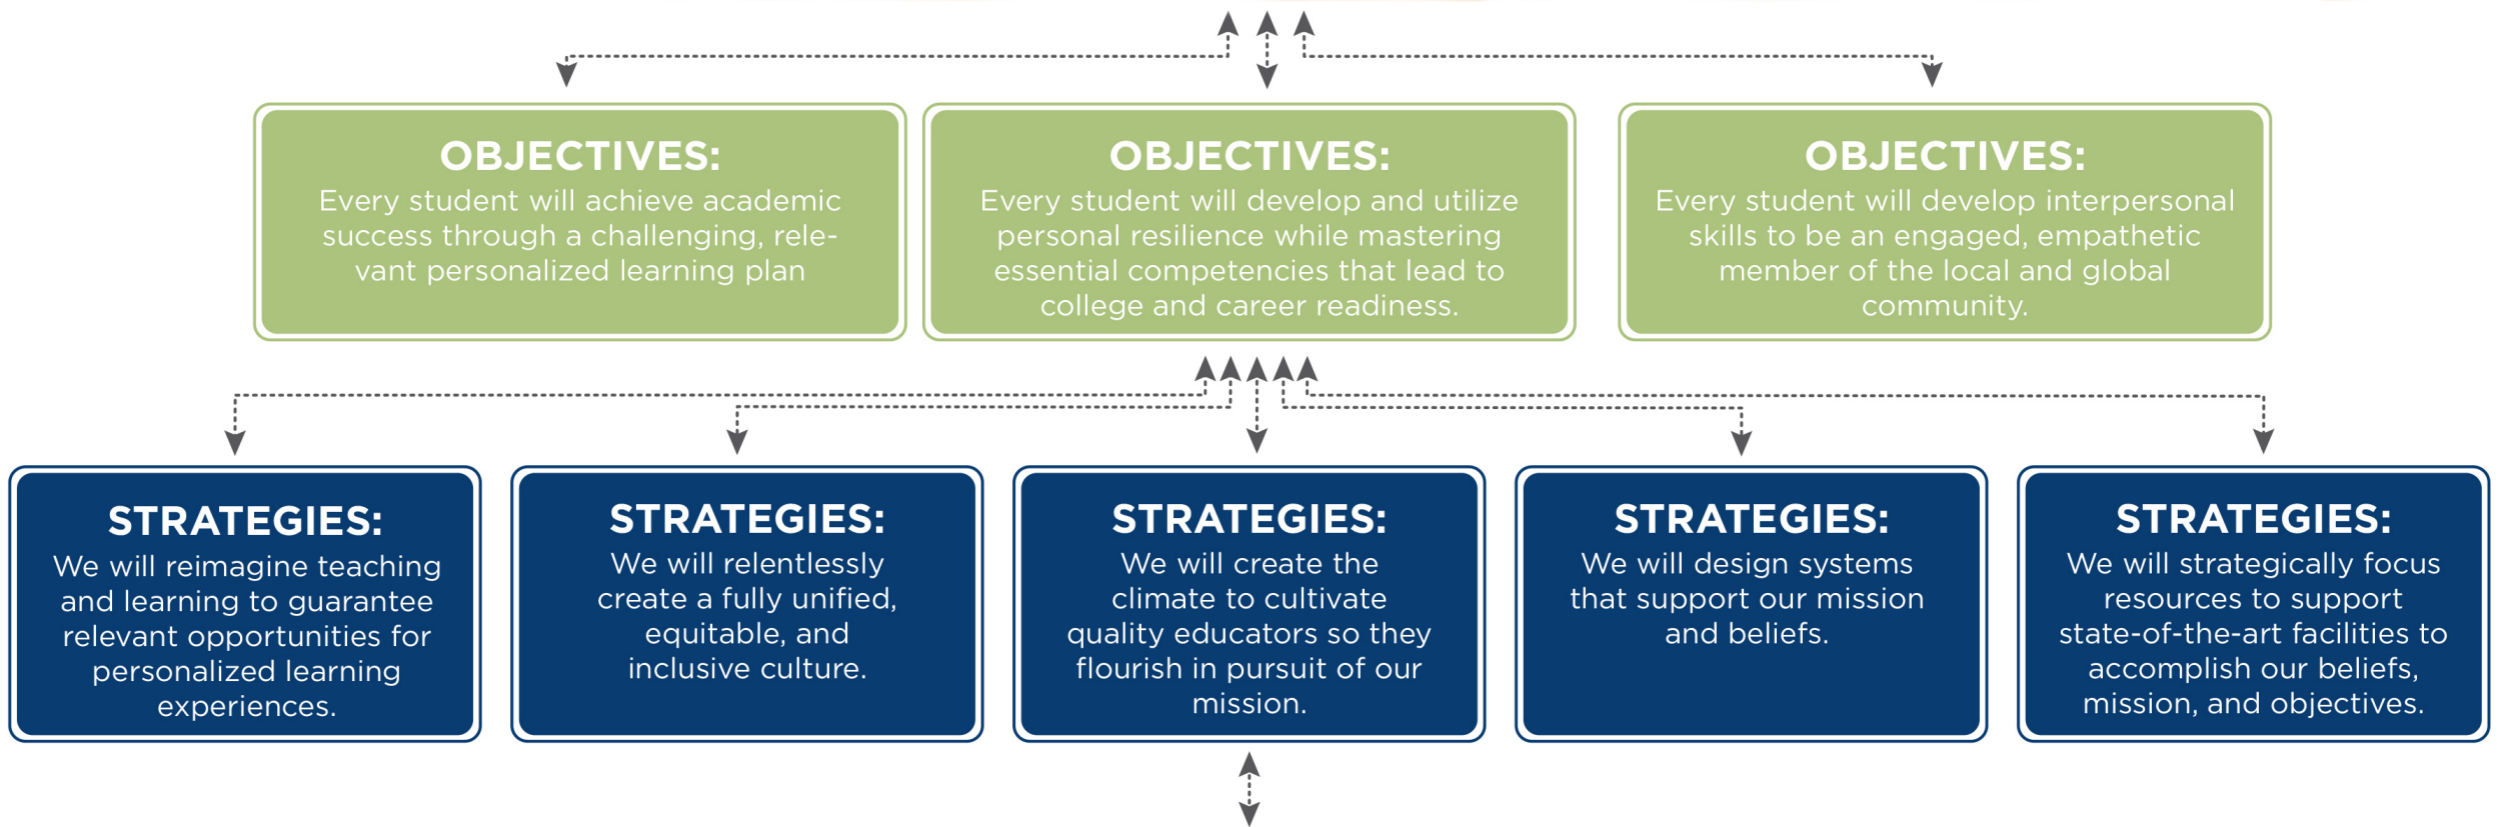 OBJECTIVES:
Every student will achieve academic
success through a challenging, rele-
vant personalized learning plan
OBJECTIVES:
Every student will develop and utilize
personal resilience while mastering
essential competencies that lead to
college and career readiness.
OBJECTIVES:
Every student will develop interpersonal
skills to be an engaged, empathetic
member of the local and global
community.
STRATEGIES:
We will reimagine teaching
and learning to guarantee
relevant opportunities for
personalized learning
experiences.
STRATEGIES:
We will relentlessly
create a fully unified,
equitable, and
inclusive culture.
STRATEGIES:
We will create the
climate to cultivate
quality educators so they
flourish in pursuit of our
mission.
STRATEGIES:
We will design systems
that support our mission
and beliefs.
STRATEGIES:
We will strategically focus
resources to support
state-of-the-art facilities to
accomplish our beliefs,
mission, and objectives.